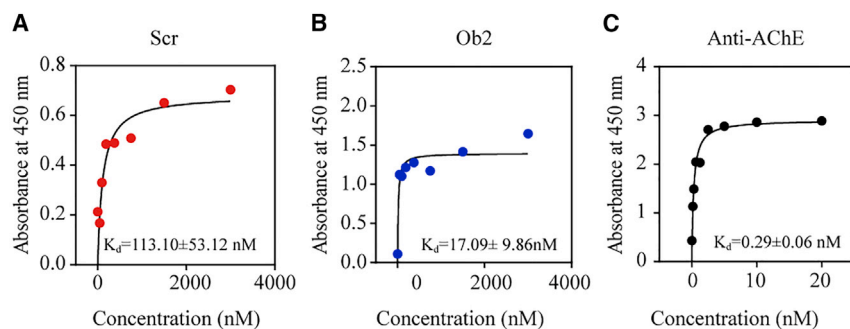 A
Scr
Absorbance at 450 nm
0.8
0.6
0.4
0.2
0.0
K_d=113.10±53.12 nM
0
2000
4000
Concentration (nM)
B
Ob2
Absorbance at 450 nm
2.5
2.0
1.5
1.0
0.5
0.0
K_d=17.09± 9.86nM
0
2000
4000
Concentration (nM)
C
Anti-AChE
Absorbance at 450 nm
4
3
2
1
0
K_d=0.29±0.06 nM
0
10
20
Concentration (nM)